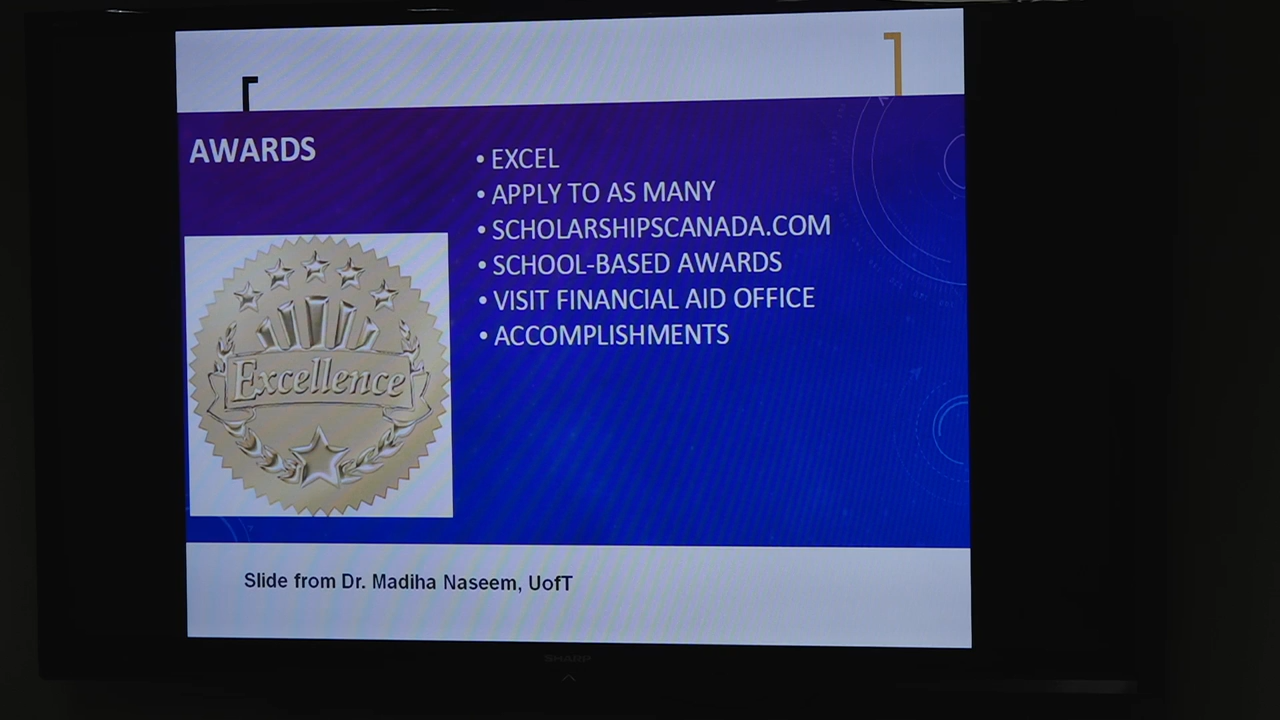 AWARDS
• EXCEL
• APPLY TO AS MANY
• SCHOLARSHIPSCANADA.COM
• SCHOOL-BASED AWARDS
• VISIT FINANCIAL AID OFFICE
• ACCOMPLISHMENTS
Excellence
Slide from Dr. Madiha Naseem, UofT
SHARP